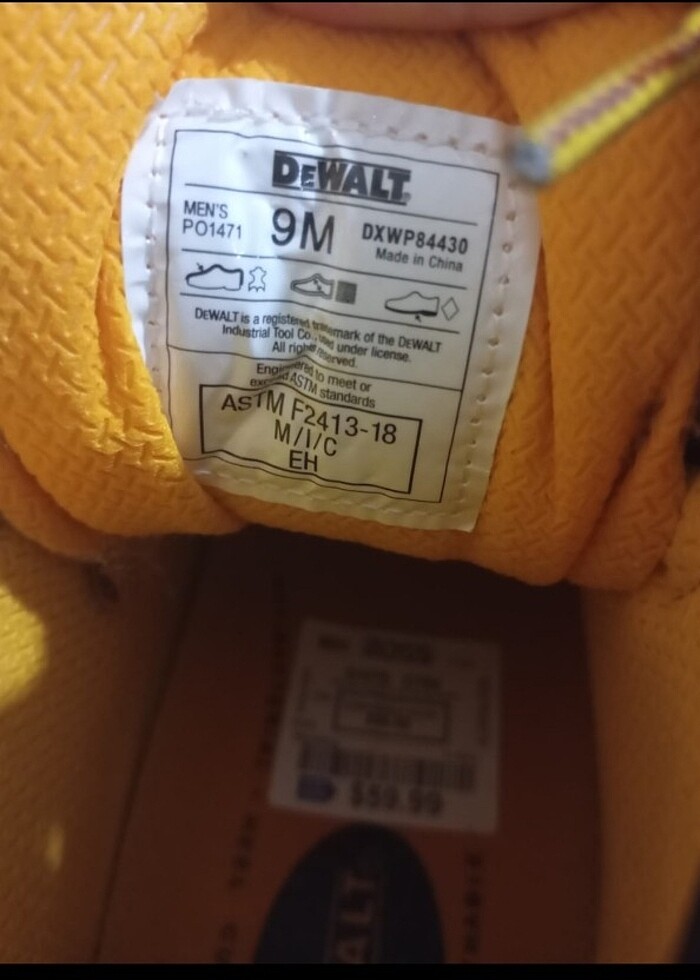 DEWALT
MEN'S
PO1471
9M
DXWP84430
Made in China
DEWALT is a registered trademark of the DEWALT
Industrial Tool Co., used under license.
All rights reserved.
Engineered to meet or
exceed ASTM standards
ASTM F2413-18
M/I/C
EH
$59.99
ALT